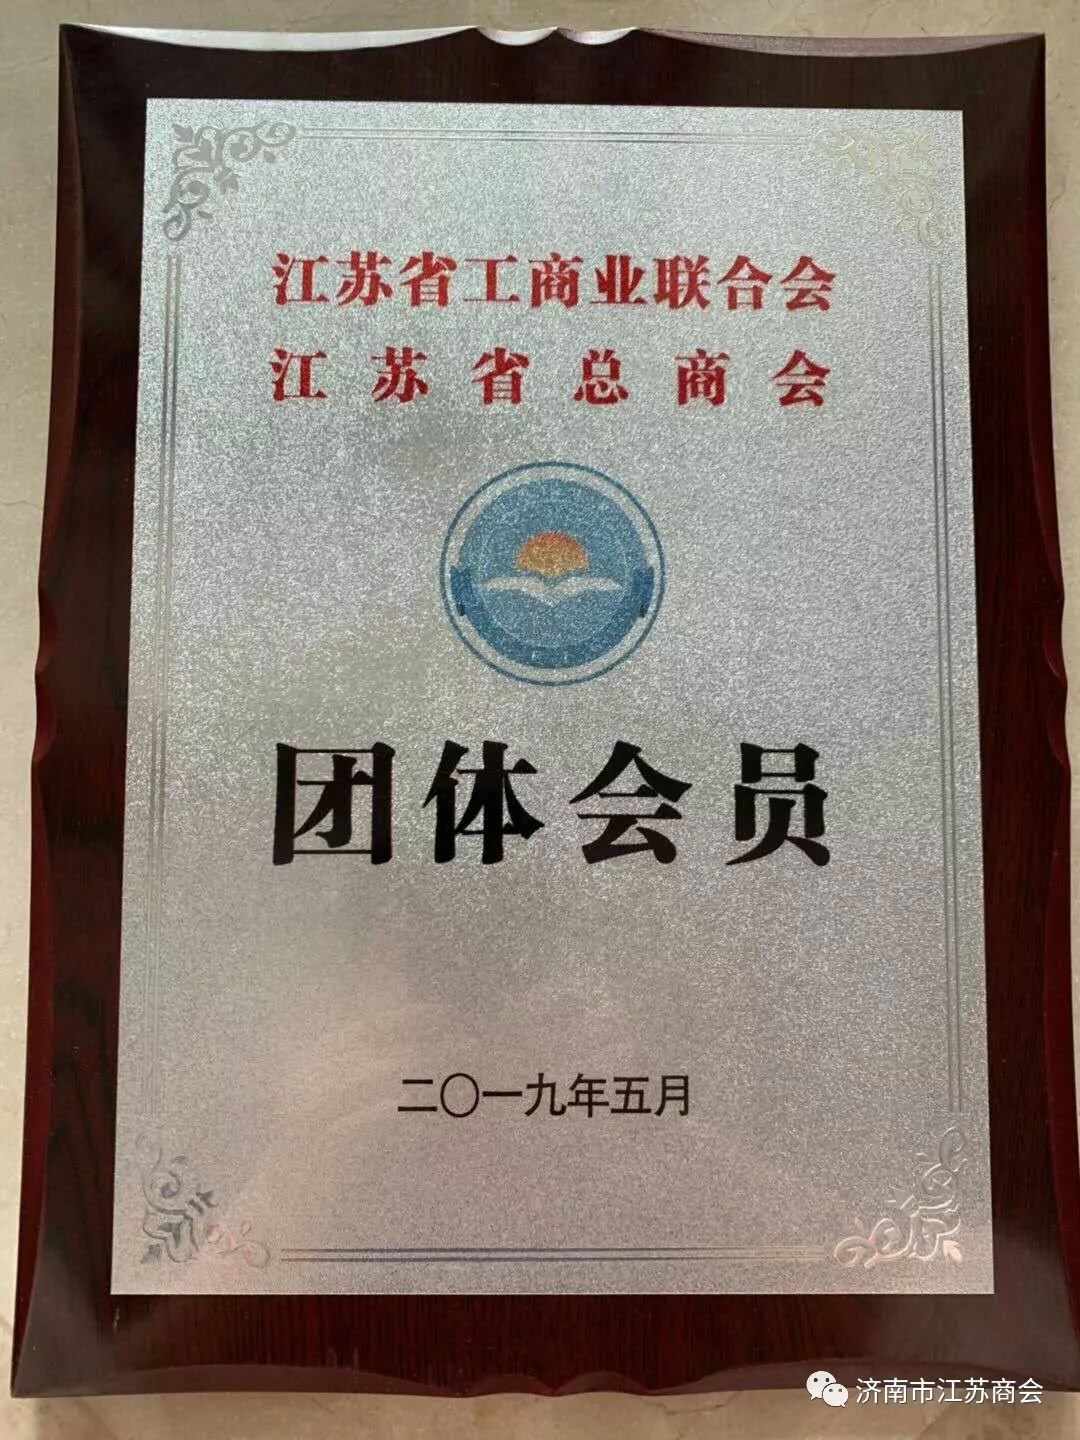 江苏省工商业联合会
江苏省总商会
团体会员
二〇一九年五月
济南市江苏商会